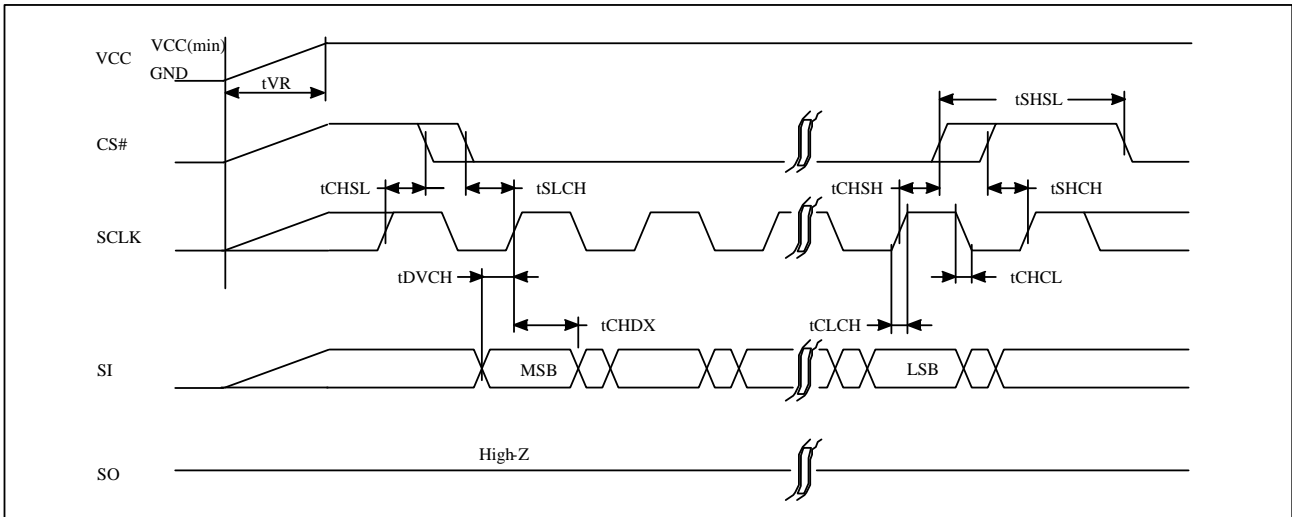 VCC
VCC(min)
GND
tVR
tSHSL
CS#
tCHSL
tSLCH
tCHSH
tSHCH
SCLK
tDVCH
tCHCL
tCHDX
tCLCH
SI
MSB
LSB
High-Z
SO